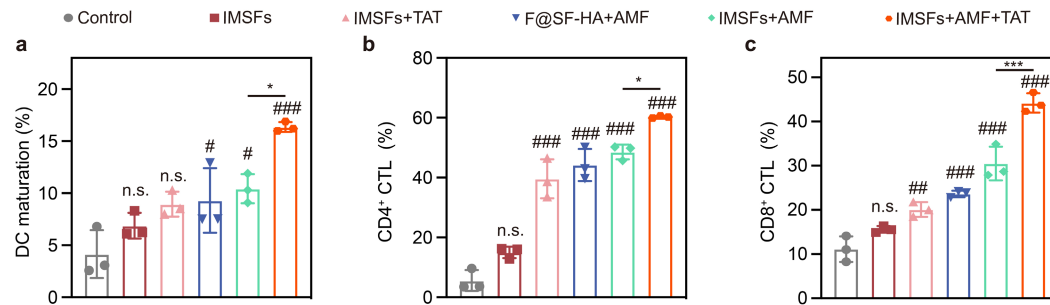 Control IMSFs IMSFs+TAT F@SF-HA+AMF IMSFs+AMF IMSFs+AMF+TAT
a
DC maturation (%)
20
15
10
5
0
n.s.
n.s.
#
#
*
###
b
CD4⁺ CTL (%)
80
60
40
20
0
n.s.
###
###
###
*
###
c
CD8⁺ CTL (%)
50
40
30
20
10
0
n.s.
##
###
###
***
###